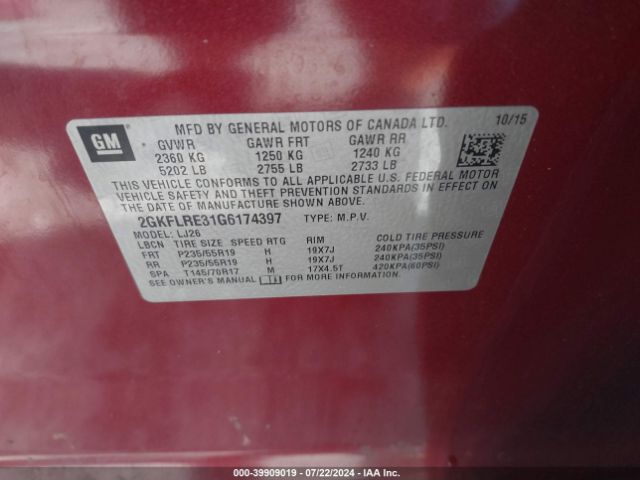 GM
MFD BY GENERAL MOTORS OF CANADA LTD. 10/15
GVWR GAWR FRT GAWR RR
2360 KG 1250 KG 1240 KG
5202 LB 2755 LB 2733 LB
THIS VEHICLE CONFORMS TO ALL APPLICABLE U.S. FEDERAL MOTOR
VEHICLE SAFETY AND THEFT PREVENTION STANDARDS IN EFFECT ON
THE DATE OF MANUFACTURE SHOWN ABOVE.
2GKFLRE31G6174397 TYPE: M.P.V.
MODEL: LJ26
LBCN TIRE SIZE SPEED RTG RIM COLD TIRE PRESSURE
FRT P235/55R19 H 19X7J 240KPA(35PSI)
RR P235/55R19 H 19X7J 240KPA(35PSI)
SPA T145/70R17 M 17X4.5T 420KPA(60PSI)
SEE OWNER'S MANUAL FOR MORE INFORMATION.
000-39909019 - 07/22/2024 - IAA Inc.